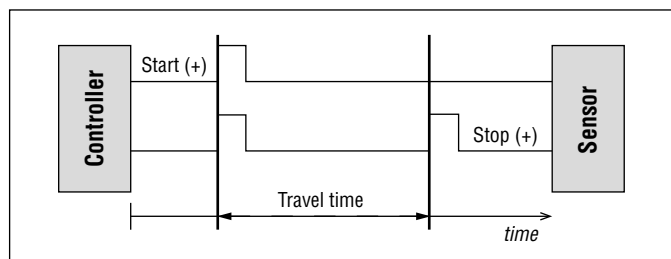 Controller
Start (+)
Stop (+)
Sensor
Travel time
time